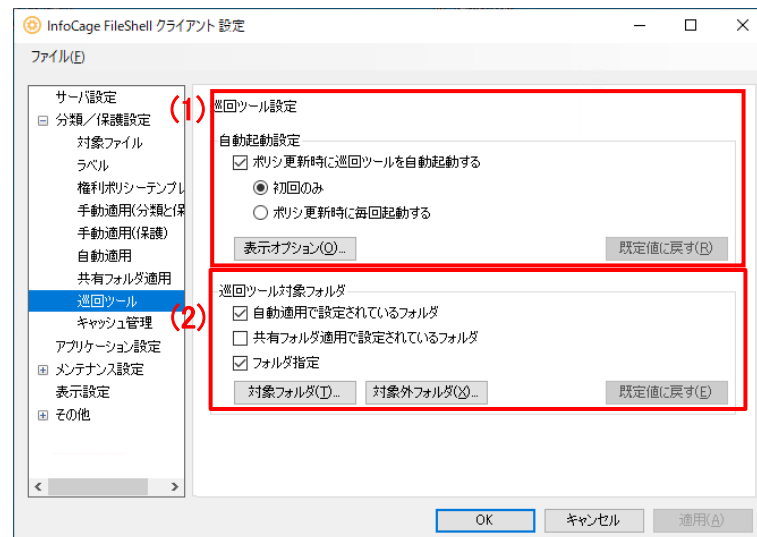 InfoCage FileShell クライアント 設定
ファイル(F)
サーバ設定
分類／保護設定
対象ファイル
ラベル
権利ポリシーテンプレ
手動適用(分類と保
手動適用(保護)
自動適用
共有フォルダ適用
巡回ツール
キャッシュ管理
アプリケーション設定
メンテナンス設定
表示設定
その他
(1)
巡回ツール設定
自動起動設定
ポリシ更新時に巡回ツールを自動起動する
初回のみ
ポリシ更新時に毎回起動する
表示オプション(O)... 既定値に戻す(R)
(2)
巡回ツール対象フォルダ
自動適用で設定されているフォルダ
共有フォルダ適用で設定されているフォルダ
フォルダ指定
対象フォルダ(T)... 対象外フォルダ(X)... 既定値に戻す(E)
OK キャンセル 適用(A)